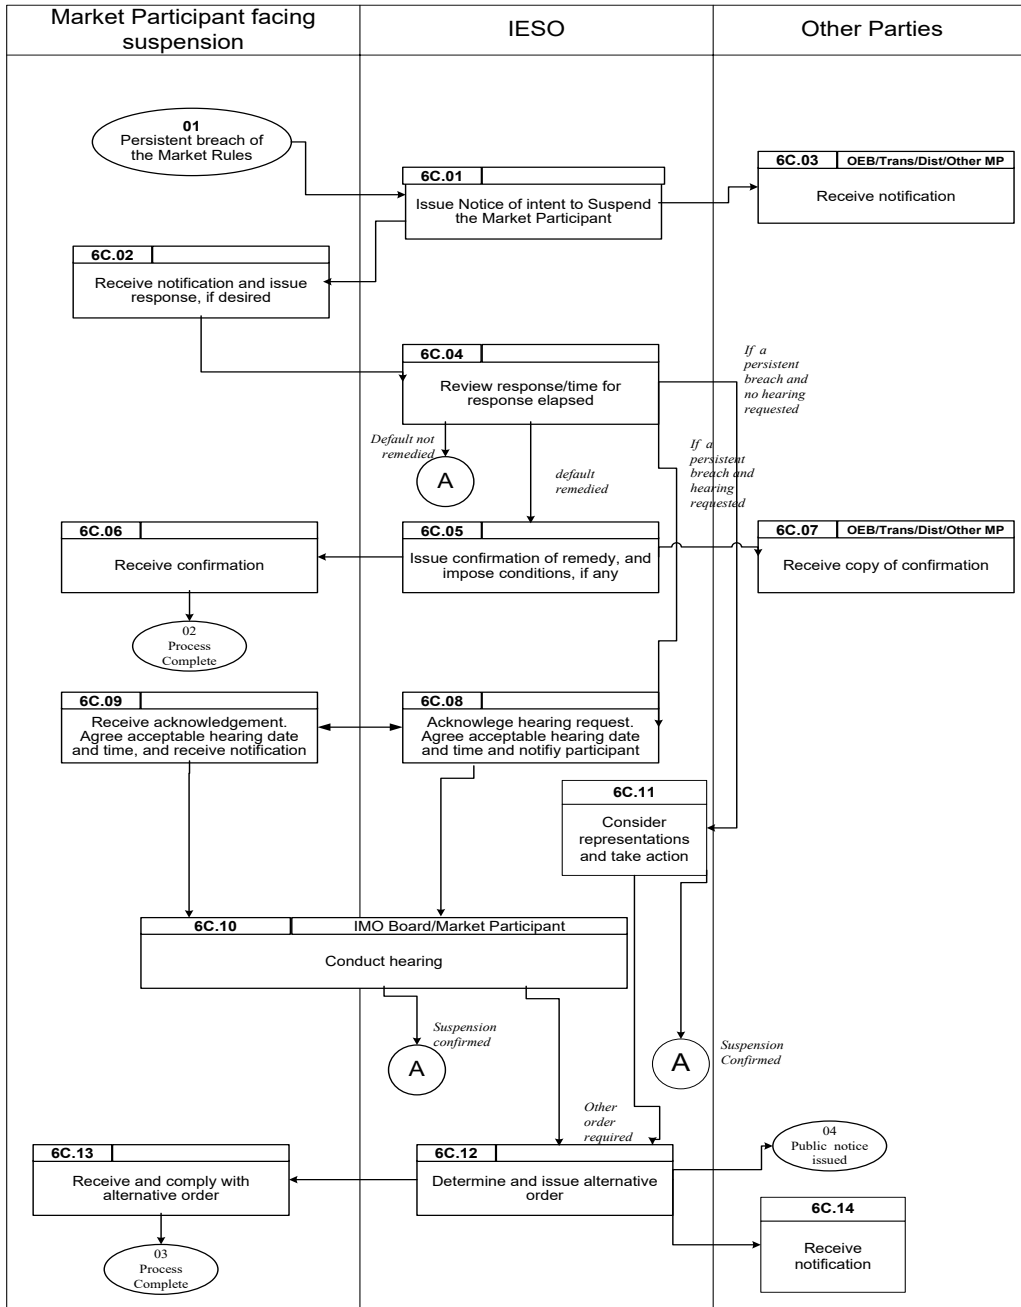 Market Participant facing
suspension
IESO
Other Parties
01
Persistent breach of
the Market Rules
6C.01
Issue Notice of intent to Suspend
the Market Participant
6C.03
OEB/Trans/Dist/Other MP
Receive notification
6C.02
Receive notification and issue
response, if desired
6C.04
Review response/time for
response elapsed
If a
persistent
breach and
no hearing
requested
Default not
remedied
A
default
remedied
If a
persistent
breach and
hearing
requested
6C.06
Receive confirmation
6C.05
Issue confirmation of remedy, and
impose conditions, if any
6C.07
OEB/Trans/Dist/Other MP
Receive copy of confirmation
02
Process
Complete
6C.09
Receive acknowledgement.
Agree acceptable hearing date
and time, and receive notification
6C.08
Acknowlege hearing request.
Agree acceptable hearing date
and time and notifiy participant
6C.11
Consider
representations
and take action
6C.10
IMO Board/Market Participant
Conduct hearing
Suspension
confirmed
A
A
Suspension
Confirmed
Other
order
required
6C.13
Receive and comply with
alternative order
6C.12
Determine and issue alternative
order
04
Public notice
issued
6C.14
Receive
notification
03
Process
Complete